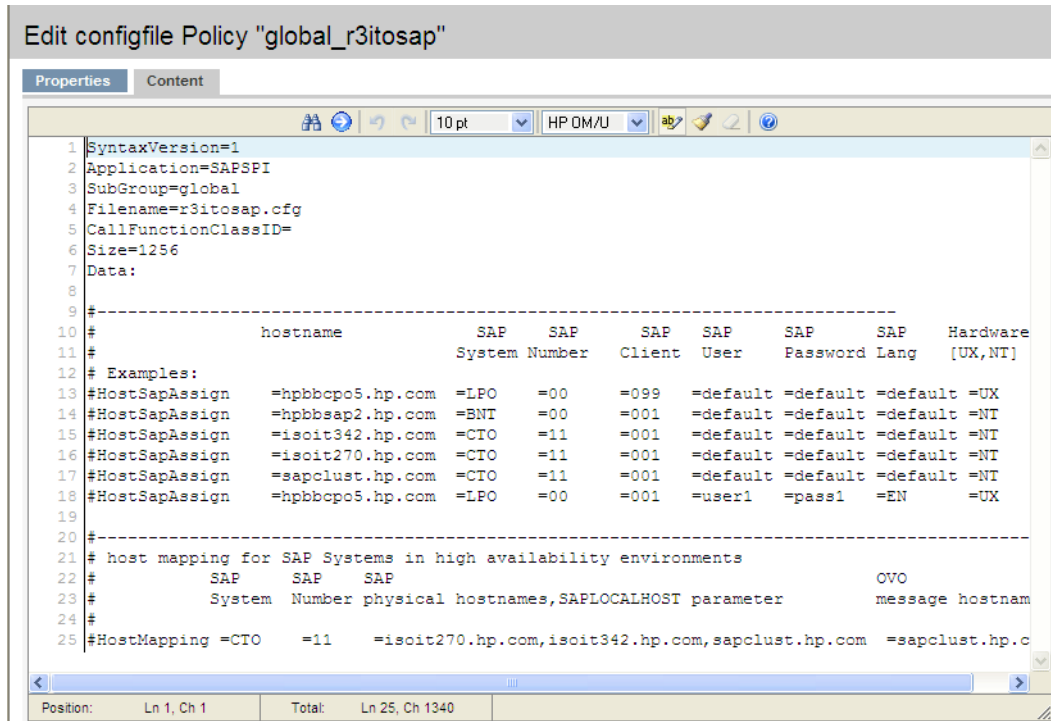 Edit configfile Policy "global_r3itosap"
Properties Content
10 pt HP OM/U
1 SyntaxVersion=1
2 Application=SAPSPI
3 SubGroup=global
4 Filename=r3itosap.cfg
5 CallFunctionClassID=
6 Size=1256
7 Data:
8
9 #-------------------------------------------------------------------------------
10 # hostname SAP SAP SAP SAP SAP SAP Hardware
11 # System Number Client User Password Lang [UX,NT]
12 # Examples:
13 #HostSapAssign =hpbbcpo5.hp.com =LPO =00 =099 =default =default =default =UX
14 #HostSapAssign =hpbbsap2.hp.com =BNT =00 =001 =default =default =default =NT
15 #HostSapAssign =isoit342.hp.com =CTO =11 =001 =default =default =default =NT
16 #HostSapAssign =isoit270.hp.com =CTO =11 =001 =default =default =default =NT
17 #HostSapAssign =sapclust.hp.com =CTO =11 =001 =default =default =default =NT
18 #HostSapAssign =hpbbcpo5.hp.com =LPO =00 =001 =user1 =pass1 =EN =UX
19
20 #--------------------------------------------------------------------------------------------
21 # host mapping for SAP Systems in high availability environments
22 # SAP SAP SAP OVO
23 # System Number physical hostnames,SAPLOCALHOST parameter message hostnam
24 #
25 #HostMapping =CTO =11 =isoit270.hp.com,isoit342.hp.com,sapclust.hp.com =sapclust.hp.c
Position: Ln 1, Ch 1 Total: Ln 25, Ch 1340